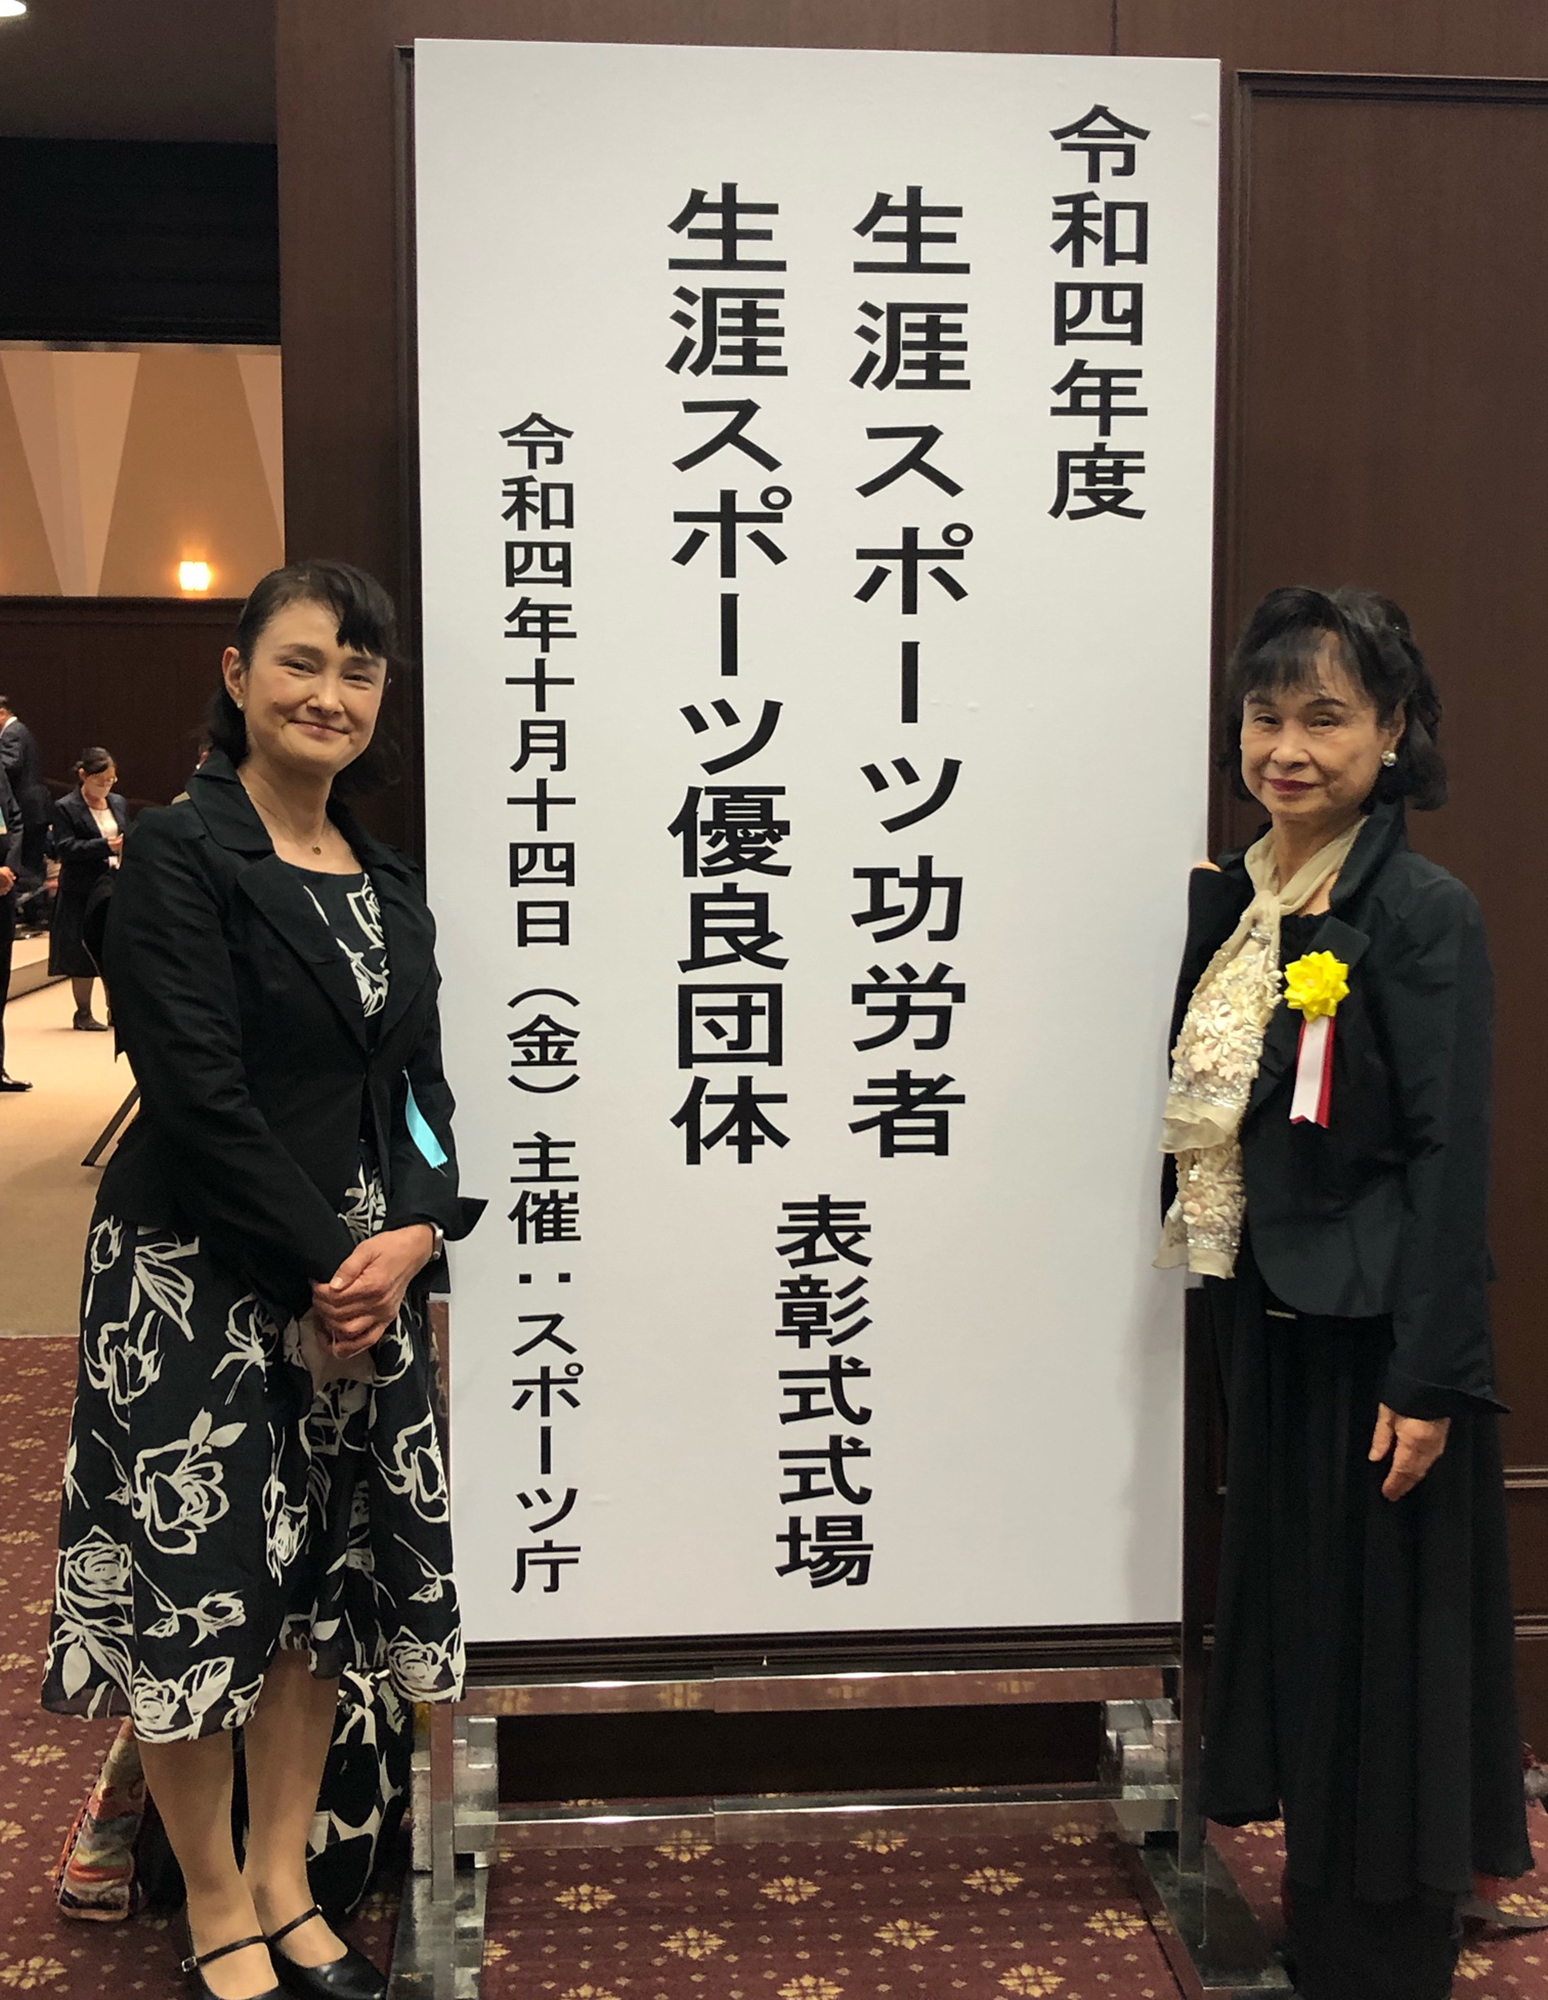 令和四年度
生涯スポーツ功労者
生涯スポーツ優良団体
表彰式式場
令和四年十月十四日（金）主催：スポーツ庁